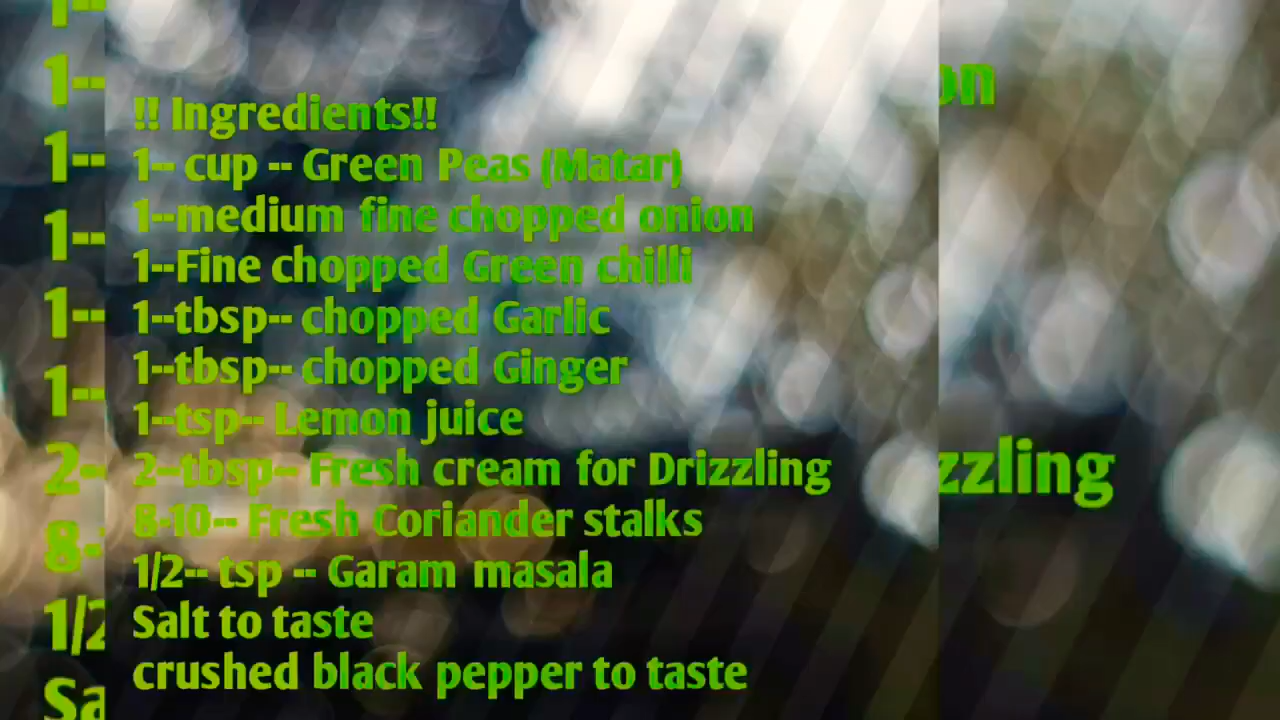 !! Ingredients!!
1-- cup -- Green Peas (Matar)
1--medium fine chopped onion
1--Fine chopped Green chilli
1--tbsp-- chopped Garlic
1--tbsp-- chopped Ginger
1--tsp-- Lemon juice
2--tbsp-- Fresh cream for Drizzling
8-10-- Fresh Coriander stalks
1/2-- tsp -- Garam masala
Salt to taste
crushed black pepper to taste